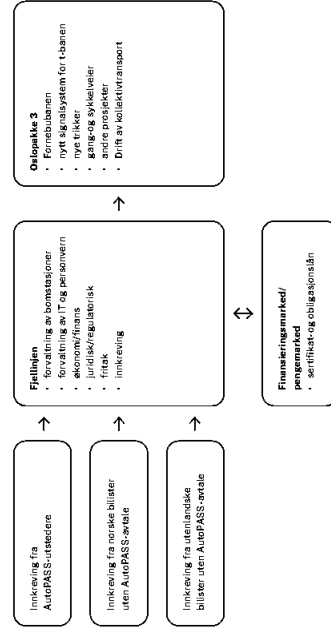 Innkreving fra
AutoPASS-utstedere
Innkreving fra norske bilister
uten AutoPASS-avtale
Innkreving fra utenlandske
bilister uten AutoPASS-avtale
Fjellinjen
• forvaltning av bomstasjoner
• forvaltning av IT og personvern
• økonomi/finans
• juridisk/regulatorisk
• fritak
• innkreving
Finansieringsmarked/
pengemarked
• sertifikat-og obligasjonslån
Oslopakke 3
• Fornebubanen
• nytt signalsystem for t-banen
• nye trikker
• gang-og sykkelveier
• andre prosjekter
• Drift av kollektivtransport